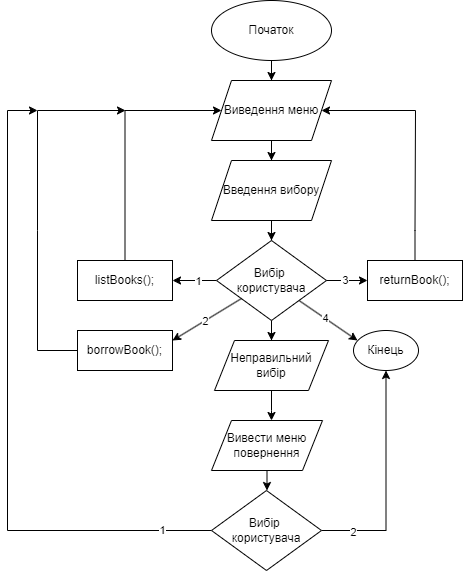 Початок
Виведення меню
Введення вибору
Вибір
користувача
1
listBooks();
3
returnBook();
2
borrowBook();
4
Кінець
Неправильний
вибір
Вивести меню
повернення
Вибір
користувача
1
2